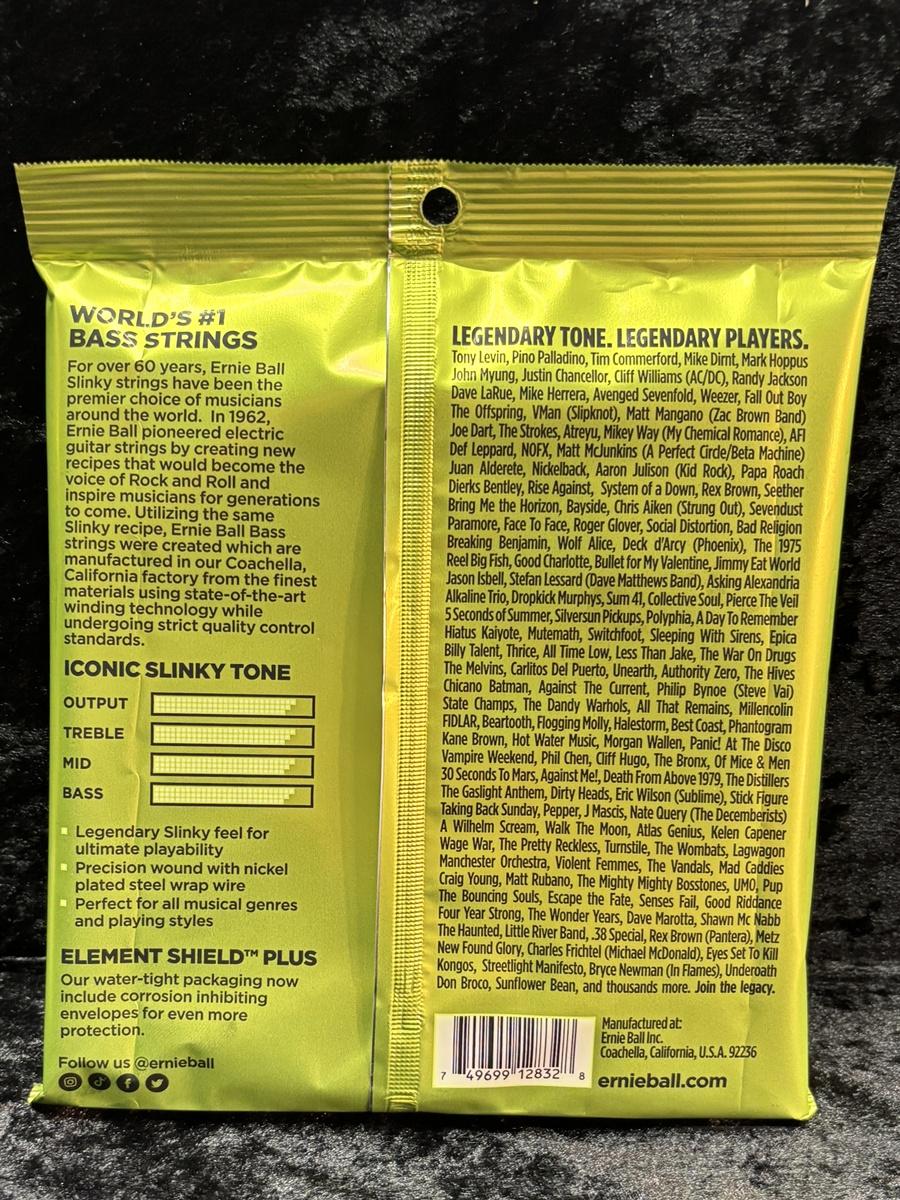 WORLD'S #1
BASS STRINGS
For over 60 years, Ernie Ball
Slinky strings have been the
premier choice of musicians
around the world. In 1962,
Ernie Ball pioneered electric
guitar strings by creating new
recipes that would become the
voice of Rock and Roll and
inspire musicians for generations
to come. Utilizing the same
Slinky recipe, Ernie Ball Bass
strings were created which are
manufactured in our Coachella,
California factory from the finest
materials using state-of-the-art
winding technology while
undergoing strict quality control
standards.
ICONIC SLINKY TONE
OUTPUT
TREBLE
MID
BASS
Legendary Slinky feel for
ultimate playability
Precision wound with nickel
plated steel wrap wire
Perfect for all musical genres
and playing styles
ELEMENT SHIELD™ PLUS
Our water-tight packaging now
include corrosion inhibiting
envelopes for even more
protection.
Follow us @ernieball
LEGENDARY TONE. LEGENDARY PLAYERS.
Tony Levin, Pino Palladino, Tim Commerford, Mike Dirnt, Mark Hoppus
John Myung, Justin Chancellor, Cliff Williams (AC/DC), Randy Jackson
Dave LaRue, Mike Herrera, Avenged Sevenfold, Weezer, Fall Out Boy
The Offspring, VMan (Slipknot), Matt Mangano (Zac Brown Band)
Joe Dart, The Strokes, Atreyu, Mikey Way (My Chemical Romance), AFI
Def Leppard, NOFX, Matt McJunkins (A Perfect Circle/Beta Machine)
Juan Alderete, Nickelback, Aaron Julison (Kid Rock), Papa Roach
Dierks Bentley, Rise Against, System of a Down, Rex Brown, Seether
Bring Me the Horizon, Bayside, Chris Aiken (Strung Out), Sevendust
Paramore, Face To Face, Roger Glover, Social Distortion, Bad Religion
Breaking Benjamin, Wolf Alice, Deck d'Arcy (Phoenix), The 1975
Reel Big Fish, Good Charlotte, Bullet for My Valentine, Jimmy Eat World
Jason Isbell, Stefan Lessard (Dave Matthews Band), Asking Alexandria
Alkaline Trio, Dropkick Murphys, Sum 41, Collective Soul, Pierce The Veil
5 Seconds of Summer, Silversun Pickups, Polyphia, A Day To Remember
Hiatus Kaiyote, Mutemath, Switchfoot, Sleeping With Sirens, Epica
Billy Talent, Thrice, All Time Low, Less Than Jake, The War On Drugs
The Melvins, Carlitos Del Puerto, Unearth, Authority Zero, The Hives
Chicano Batman, Against The Current, Philip Bynoe (Steve Vai)
State Champs, The Dandy Warhols, All That Remains, Millencolin
FIDLAR, Beartooth, Flogging Molly, Halestorm, Best Coast, Phantogram
Kane Brown, Hot Water Music, Morgan Wallen, Panic! At The Disco
Vampire Weekend, Phil Chen, Cliff Hugo, The Bronx, Of Mice & Men
30 Seconds To Mars, Against Me!, Death From Above 1979, The Distillers
The Gaslight Anthem, Dirty Heads, Eric Wilson (Sublime), Stick Figure
Taking Back Sunday, Pepper, J Mascis, Nate Query (The Decemberists)
A Wilhelm Scream, Walk The Moon, Atlas Genius, Kelen Capener
Wage War, The Pretty Reckless, Turnstile, The Wombats, Lagwagon
Manchester Orchestra, Violent Femmes, The Vandals, Mad Caddies
Craig Young, Matt Rubano, The Mighty Mighty Bosstones, UMO, Pup
The Bouncing Souls, Escape the Fate, Senses Fail, Good Riddance
Four Year Strong, The Wonder Years, Dave Marotta, Shawn Mc Nabb
The Haunted, Little River Band, .38 Special, Rex Brown (Pantera), Metz
New Found Glory, Charles Frichtel (Michael McDonald), Eyes Set To Kill
Kongos, Streetlight Manifesto, Bryce Newman (In Flames), Underoath
Don Broco, Sunflower Bean, and thousands more. Join the legacy.
7 49699 12832 8
Manufactured at:
Ernie Ball Inc.
Coachella, California, U.S.A. 92236
ernieball.com